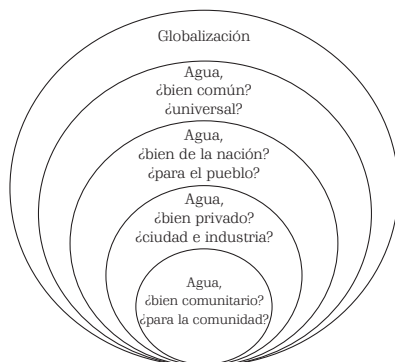 Globalización
Agua,
¿bien común?
¿universal?
Agua,
¿bien de la nación?
¿para el pueblo?
Agua,
¿bien privado?
¿ciudad e industria?
Agua,
¿bien comunitario?
¿para la comunidad?